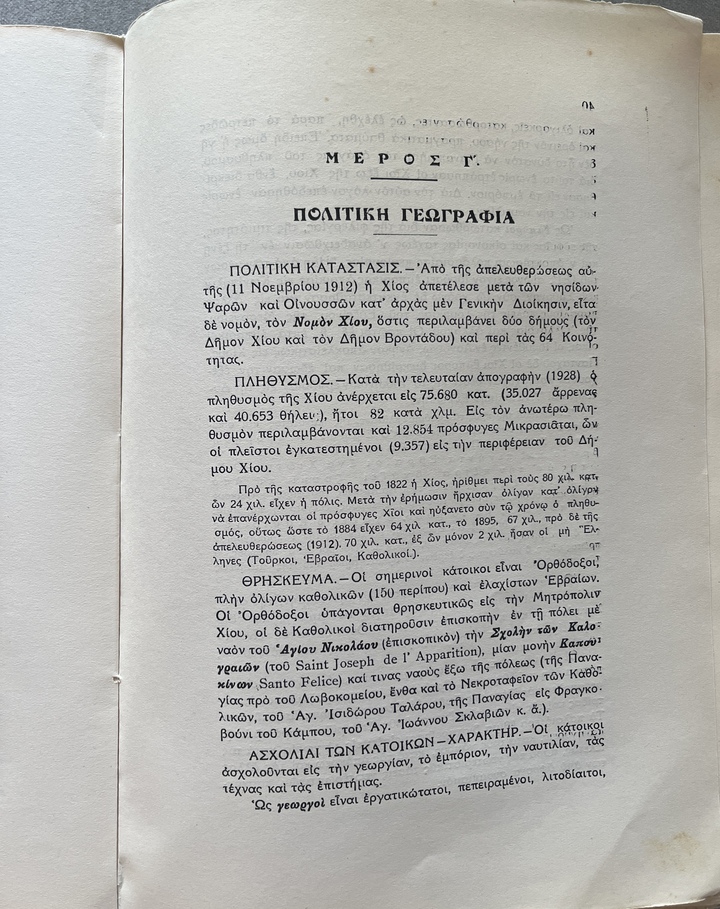 ΜΕΡΟΣ Γ΄.
ΠΟΛΙΤΙΚΗ ΓΕΩΓΡΑΦΙΑ
ΠΟΛΙΤΙΚΗ ΚΑΤΑΣΤΑΣΙΣ.—Ἀπὸ τῆς ἀπελευθερώσεως αὐ-
τῆς (11 Νοεμβρίου 1912) ἡ Χίος ἀπετέλεσε μετὰ τῶν νησίδων
Ψαρῶν καὶ Οἰνουσσῶν κατ' ἀρχὰς μὲν Γενικὴν Διοίκησιν, εἶτα
δὲ νομόν, τὸν Νομὸν Χίου, ὅστις περιλαμβάνει δύο δήμους (τὸν
Δῆμον Χίου καὶ τὸν Δῆμον Βροντάδου) καὶ περὶ τὰς 64 Κοινό-
τητας.
ΠΛΗΘΥΣΜΟΣ.—Κατὰ τὴν τελευταίαν ἀπογραφὴν (1928) ὁ
πληθυσμὸς τῆς Χίου ἀνέρχεται εἰς 75.680 κατ. (35.027 ἄρρενας
καὶ 40.653 θήλεις), ἤτοι 82 κατὰ χλμ. Εἰς τὸν ἀνωτέρω πλη-
θυσμὸν περιλαμβάνονται καὶ 12.854 πρόσφυγες Μικρασιᾶται, ὧν
οἱ πλεῖστοι ἐγκατεστημένοι (9.357) εἰς τὴν περιφέρειαν τοῦ Δή-
μου Χίου.
Πρὸ τῆς καταστροφῆς τοῦ 1822 ἡ Χίος, ἠρίθμει περὶ τοὺς 80 χιλ. κατ.
ὧν 24 χιλ. εἶχεν ἡ πόλις. Μετὰ τὴν ἐρήμωσιν ἤρχισαν ὀλίγον κατ' ὀλίγον
νὰ ἐπανέρχωνται οἱ πρόσφυγες Χῖοι καὶ ηὐξάνετο σὺν τῷ χρόνῳ ὁ πληθυ-
σμός, οὕτως ὥστε τὸ 1884 εἶχεν 64 χιλ. κατ., τὸ 1895, 67 χιλ., πρὸ δὲ τῆς
ἀπελευθερώσεως (1912). 70 χιλ. κατ., ἐξ ὧν μόνον 2 χιλ. ἦσαν οἱ μὴ Ἕλ-
ληνες (Τοῦρκοι, Ἑβραῖοι, Καθολικοί.).
ΘΡΗΣΚΕΥΜΑ.—Οἱ σημερινοὶ κάτοικοι εἶναι Ὀρθόδοξοι,
πλὴν ὀλίγων καθολικῶν (150 περίπου) καὶ ἐλαχίστων Ἑβραίων.
Οἱ Ὀρθόδοξοι ὑπάγονται θρησκευτικῶς εἰς τὴν Μητρόπολιν
Χίου, οἱ δὲ Καθολικοὶ διατηροῦσιν ἐπισκοπὴν ἐν τῇ πόλει μὲ
ναὸν τοῦ Ἁγίου Νικολάου (ἐπισκοπικὸν) τὴν Σχολὴν τῶν Καλο-
γραιῶν (τοῦ Saint Joseph de l' Apparition), μίαν μονὴν Καπου-
κίνων Santo Felice) καί τινας ναοὺς ἔξω τῆς πόλεως (τῆς Πανα-
γίας πρὸ τοῦ Λωβοκομείου, ἔνθα καὶ τὸ Νεκροταφεῖον τῶν Καθο-
λικῶν, τοῦ Ἁγ. Ἰσιδώρου Ταλάρου, τῆς Παναγίας εἰς Φραγκο-
βούνι τοῦ Κάμπου, τοῦ Ἁγ. Ἰωάννου Σκλαβιῶν κ. ἄ.).
ΑΣΧΟΛΙΑΙ ΤΩΝ ΚΑΤΟΙΚΩΝ—ΧΑΡΑΚΤΗΡ.—Οἱ κάτοικοι
ἀσχολοῦνται εἰς τὴν γεωργίαν, τὸ ἐμπόριον, τὴν ναυτιλίαν, τὰς
τέχνας καὶ τὰς ἐπιστήμας.
Ὡς γεωργοὶ εἶναι ἐργατικώτατοι, πεπειραμένοι, λιτοδίαιτοι,